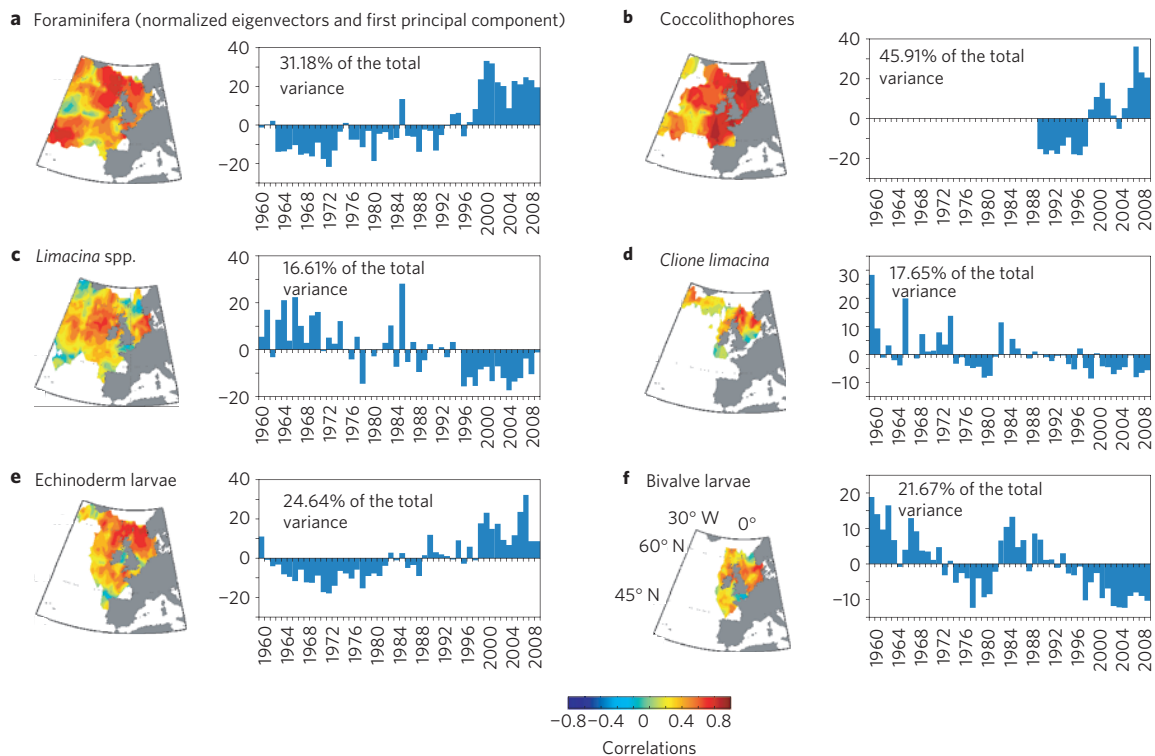 a Foraminifera (normalized eigenvectors and first principal component)
40
20
0
−20
31.18% of the total
variance
1960 1964 1968 1972 1976 1980 1984 1988 1992 1996 2000 2004 2008
b Coccolithophores
40
20
0
−20
45.91% of the total
variance
1960 1964 1968 1972 1976 1980 1984 1988 1992 1996 2000 2004 2008
c Limacina spp.
40
20
0
−20
16.61% of the total
variance
1960 1964 1968 1972 1976 1980 1984 1988 1992 1996 2000 2004 2008
d Clione limacina
30
20
10
0
−10
17.65% of the total
variance
1960 1964 1968 1972 1976 1980 1984 1988 1992 1996 2000 2004 2008
e Echinoderm larvae
40
20
0
−20
24.64% of the total
variance
1960 1964 1968 1972 1976 1980 1984 1988 1992 1996 2000 2004 2008
f Bivalve larvae
30° W 0°
60° N
45° N
20
10
0
−10
21.67% of the total
variance
1960 1964 1968 1972 1976 1980 1984 1988 1992 1996 2000 2004 2008
−0.8 −0.4 0 0.4 0.8
Correlations